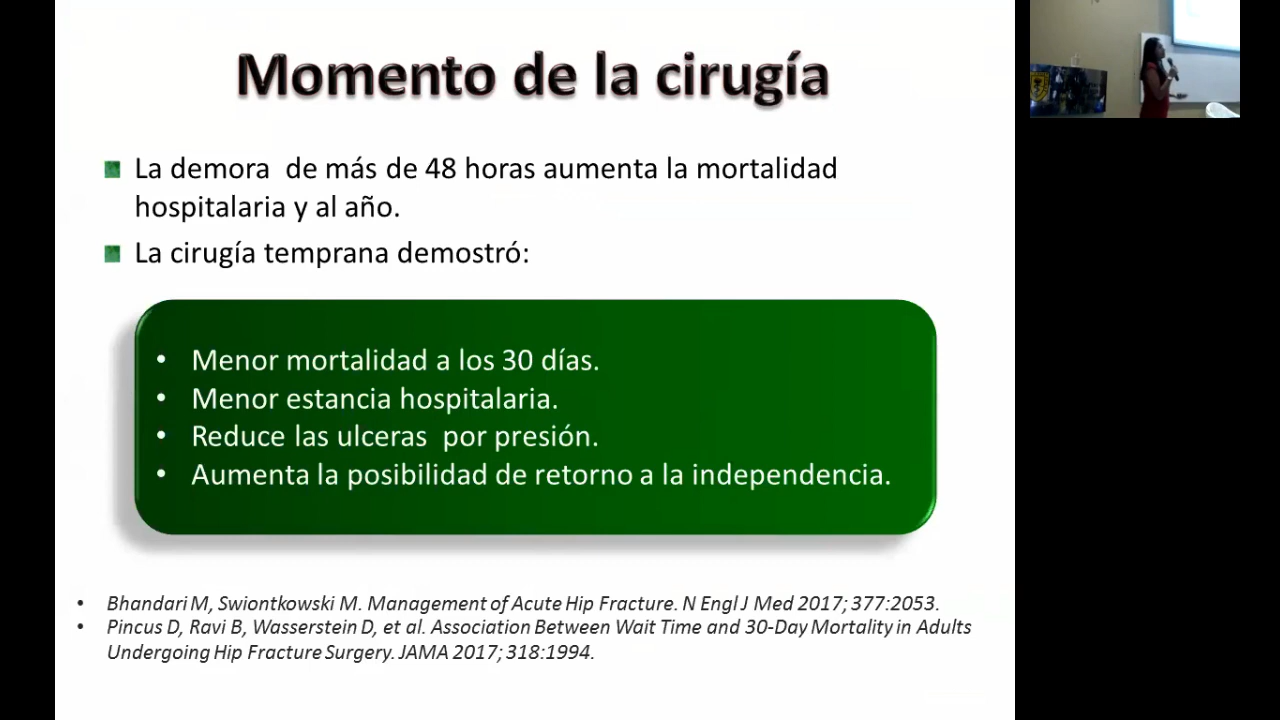 Momento de la cirugía
La demora de más de 48 horas aumenta la mortalidad
hospitalaria y al año.
La cirugía temprana demostró:
• Menor mortalidad a los 30 días.
• Menor estancia hospitalaria.
• Reduce las ulceras por presión.
• Aumenta la posibilidad de retorno a la independencia.
• Bhandari M, Swiontkowski M. Management of Acute Hip Fracture. N Engl J Med 2017; 377:2053.
• Pincus D, Ravi B, Wasserstein D, et al. Association Between Wait Time and 30-Day Mortality in Adults
Undergoing Hip Fracture Surgery. JAMA 2017; 318:1994.